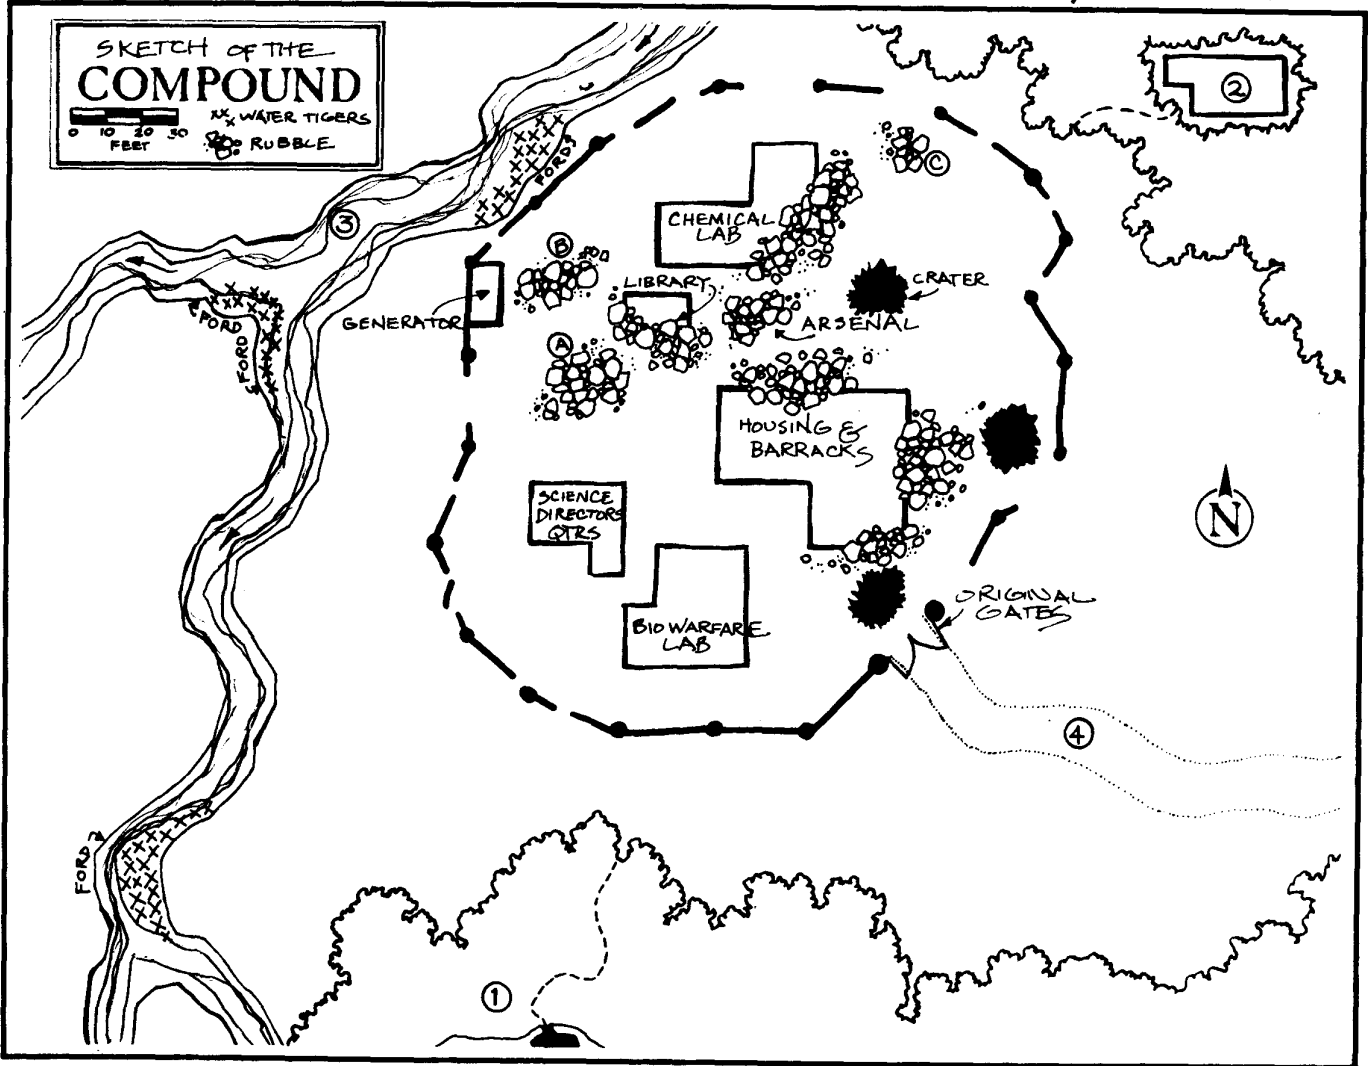 SKETCH OF THE
COMPOUND
0 10 20 30
FEET
WATER TIGERS
RUBBLE
2
3
FORDS
C
CHEMICAL
LAB
B
LIBRARY
CRATER
GENERATOR
ARSENAL
FORD
FORD
A
HOUSING &
BARRACKS
SCIENCE
DIRECTORS
QTRS
N
ORIGINAL
GATES
BIO WARFARE
LAB
4
FORD
1